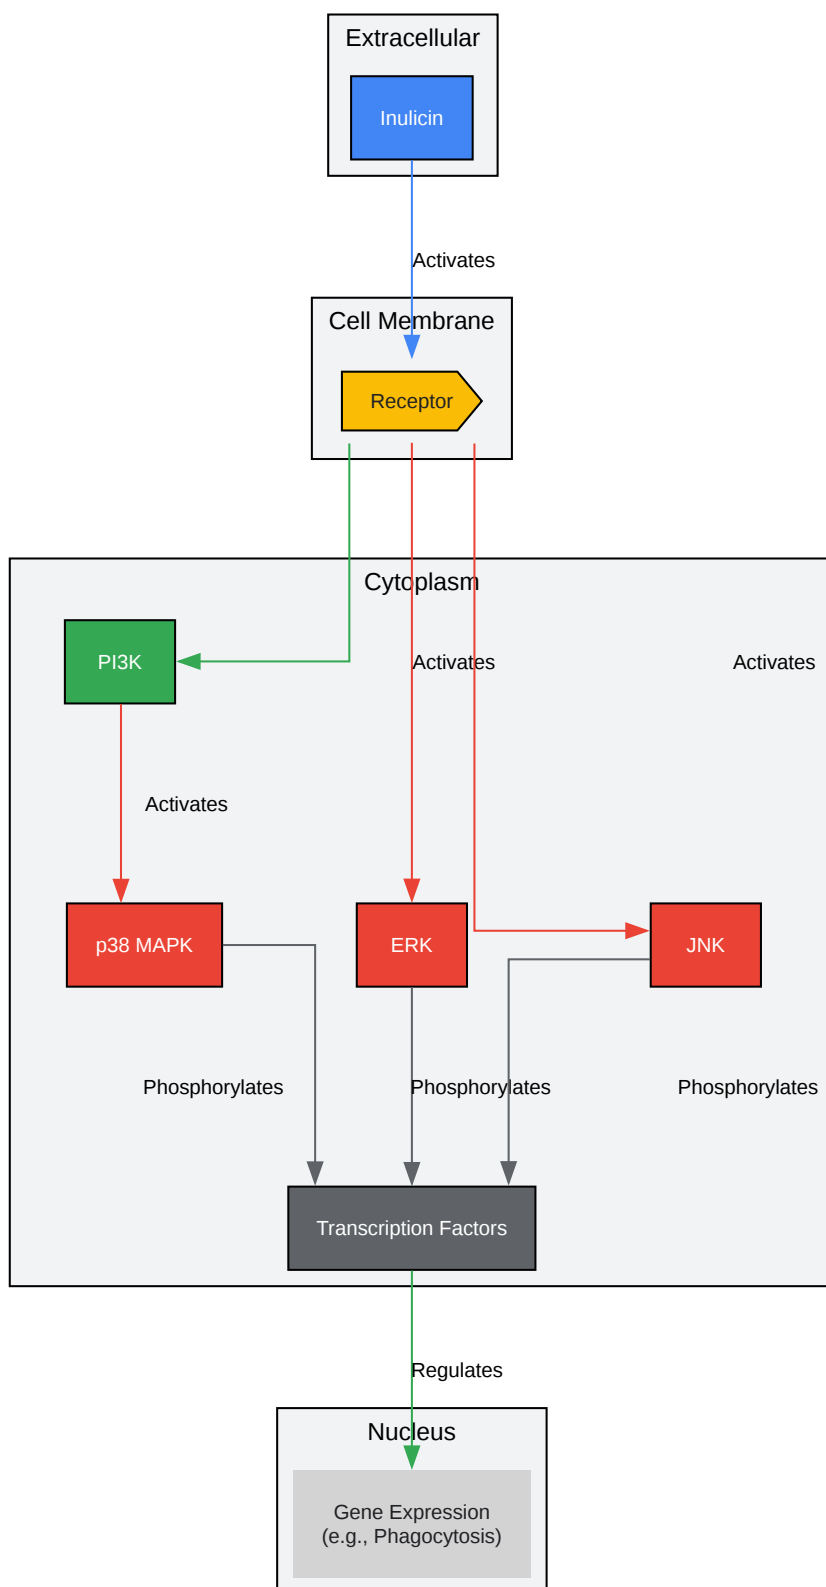 Extracellular
Inulicin
Activates
Cell Membrane
Receptor
Cytoplasm
PI3K
Activates
Activates
Activates
p38 MAPK
ERK
JNK
Phosphorylates
Phosphorylates
Phosphorylates
Transcription Factors
Regulates
Nucleus
Gene Expression
(e.g., Phagocytosis)